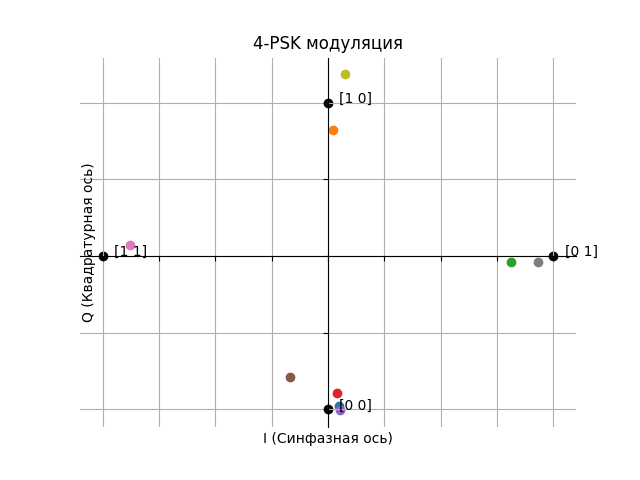 4-PSK модуляция
[1 0]
Q (Квадратурная ось)
[1 1]
[0 1]
[0 0]
I (Синфазная ось)